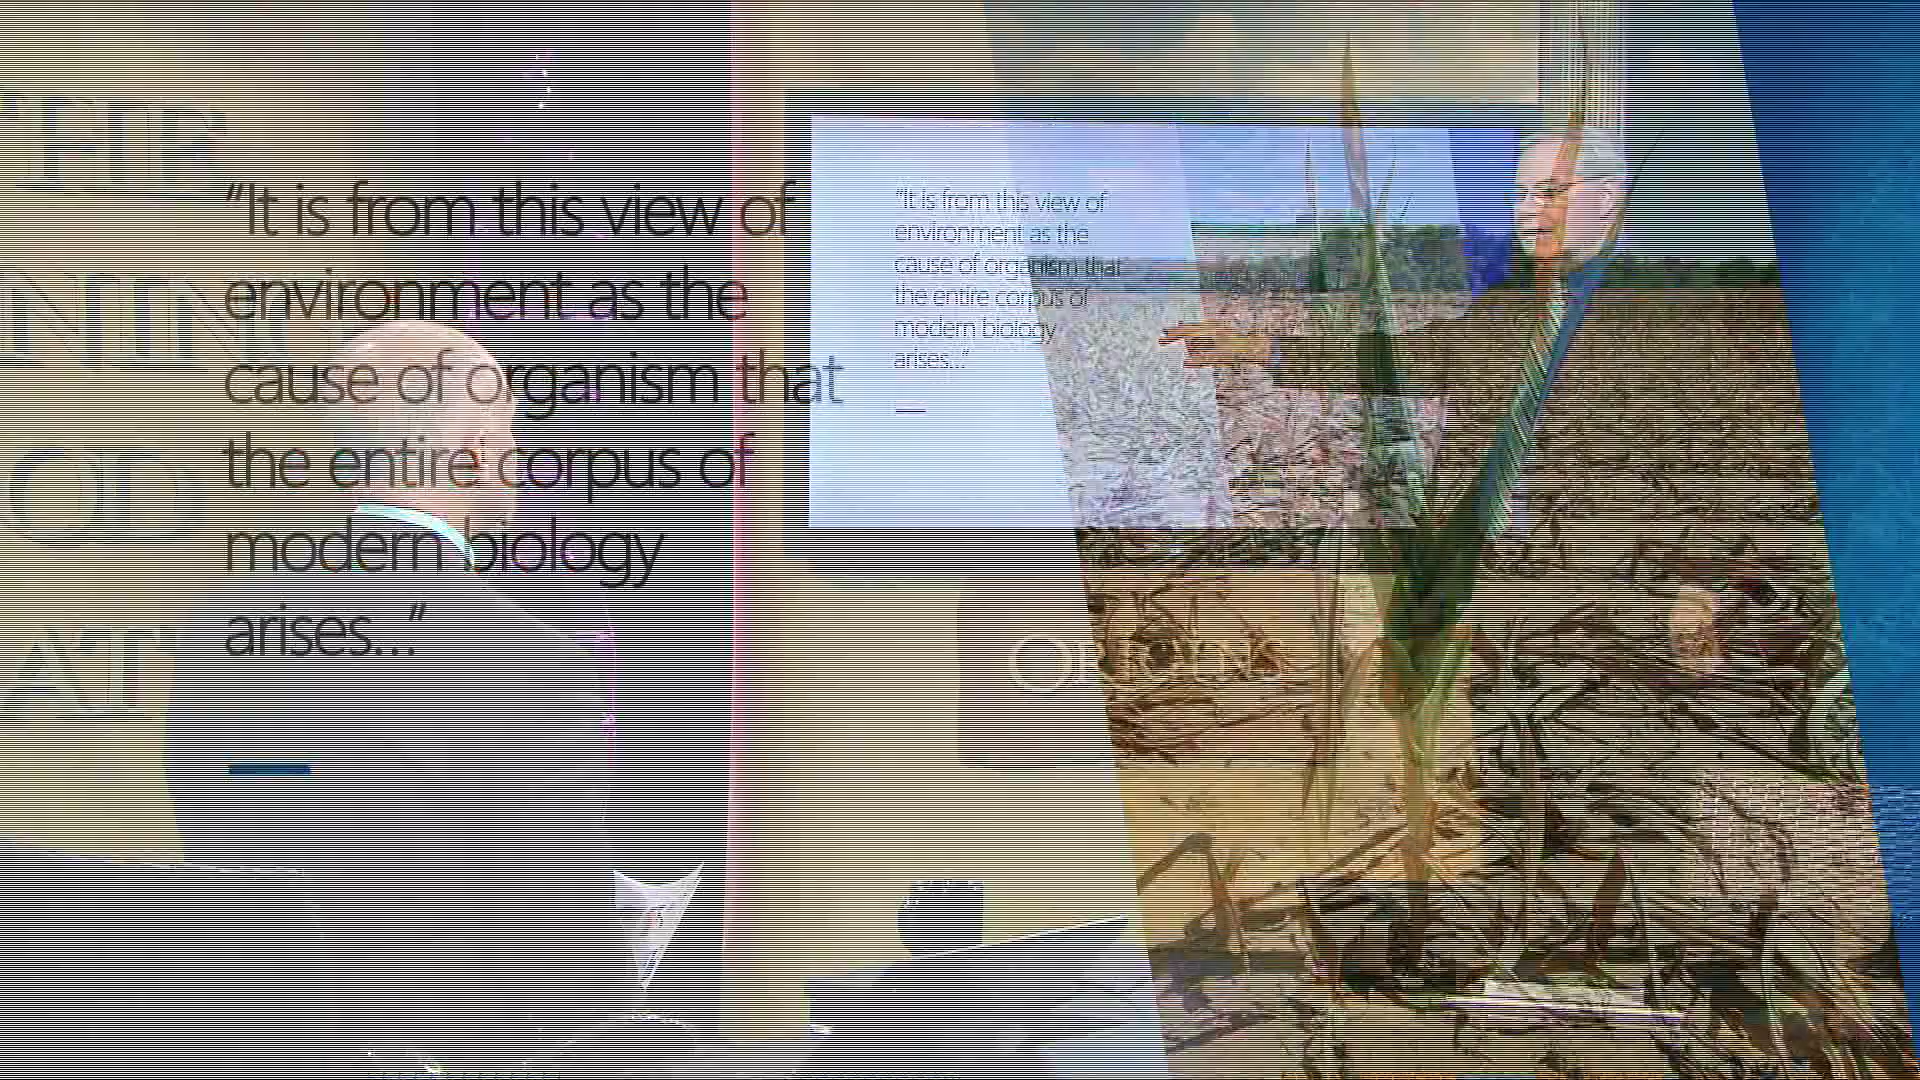 “It is from this view of
environment as the
cause of organism that
the entire corpus of
modern biology
arises...“
“It is from this view of
environment as the
cause of organism that
the entire corpus of
modern biology
arises...“
ORIGINS